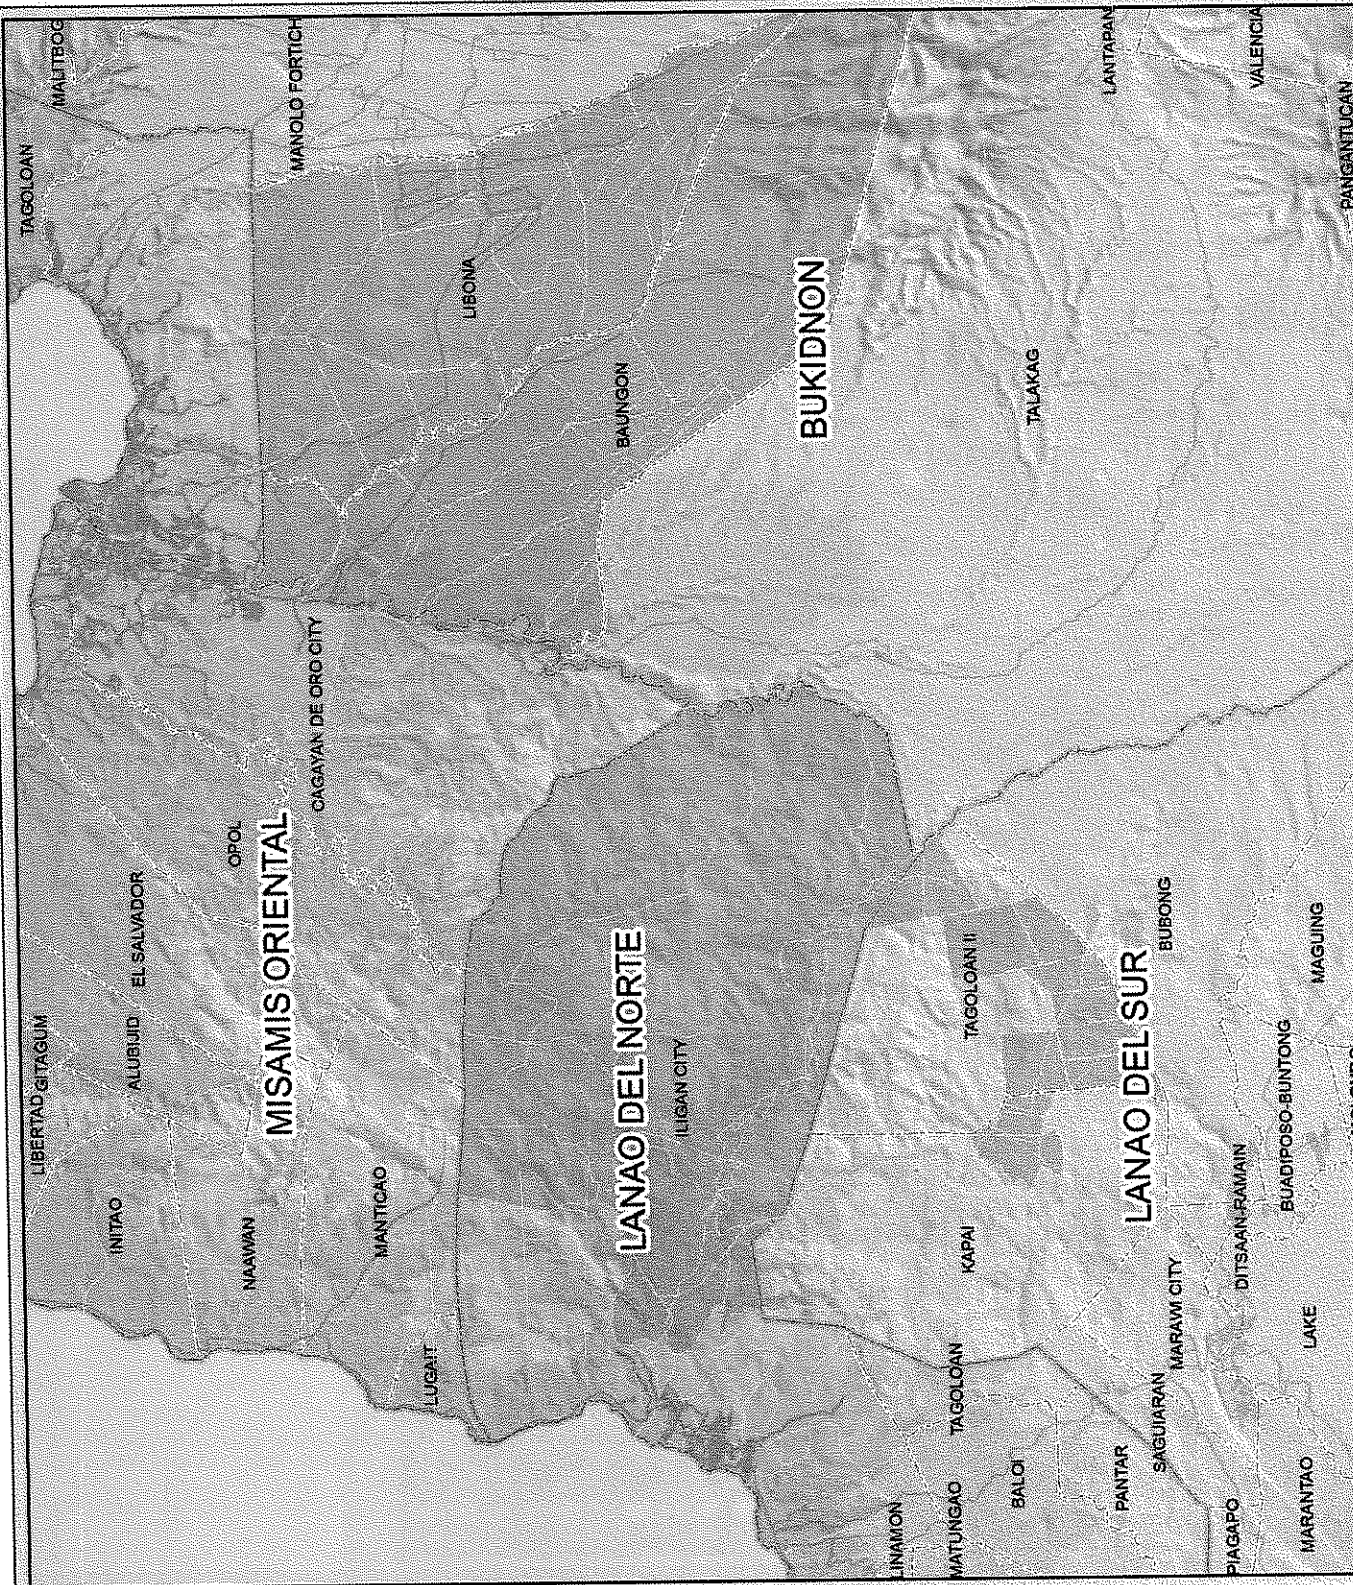 LIBERTAD
GITAGUM
TAGOLOAN
MALITBOG
INITAO
ALUBIJID
EL SALVADOR
OPOL
NAAWAN
MISAMIS ORIENTAL
CAGAYAN DE ORO CITY
MANOLO FORTICH
MANTICAO
LUGAIT
LIBONA
BAUNGON
LANAO DEL NORTE
ILIGAN CITY
BUKIDNON
LINAMON
MATUNGAO
TAGOLOAN
KAPAI
TAGOLOAN II
BALOI
TALAKAG
PANTAR
LANAO DEL SUR
LANTAPAN
SAGUIARAN
MARAWI CITY
BUBONG
PIAGAPO
DITSAAN-RAMAIN
BUADIPOSO-BUNTONG
VALENCIA
MARANTAO
LAKE
MAGUING
PANGANTUCAN